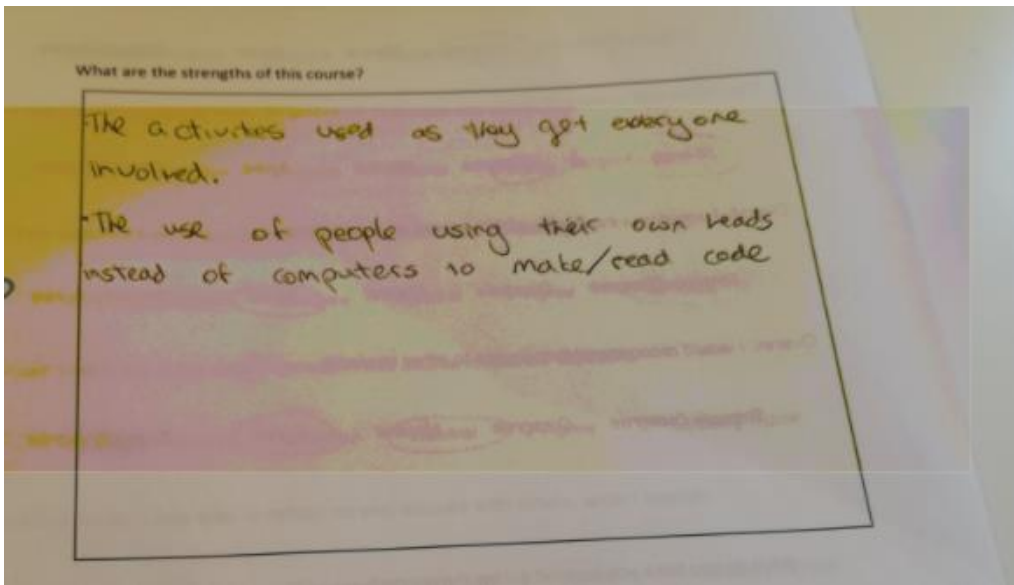 What are the strengths of this course?
-The activites used as they get everyone
involved.
-The use of people using their own heads
instead of computers to make/read code